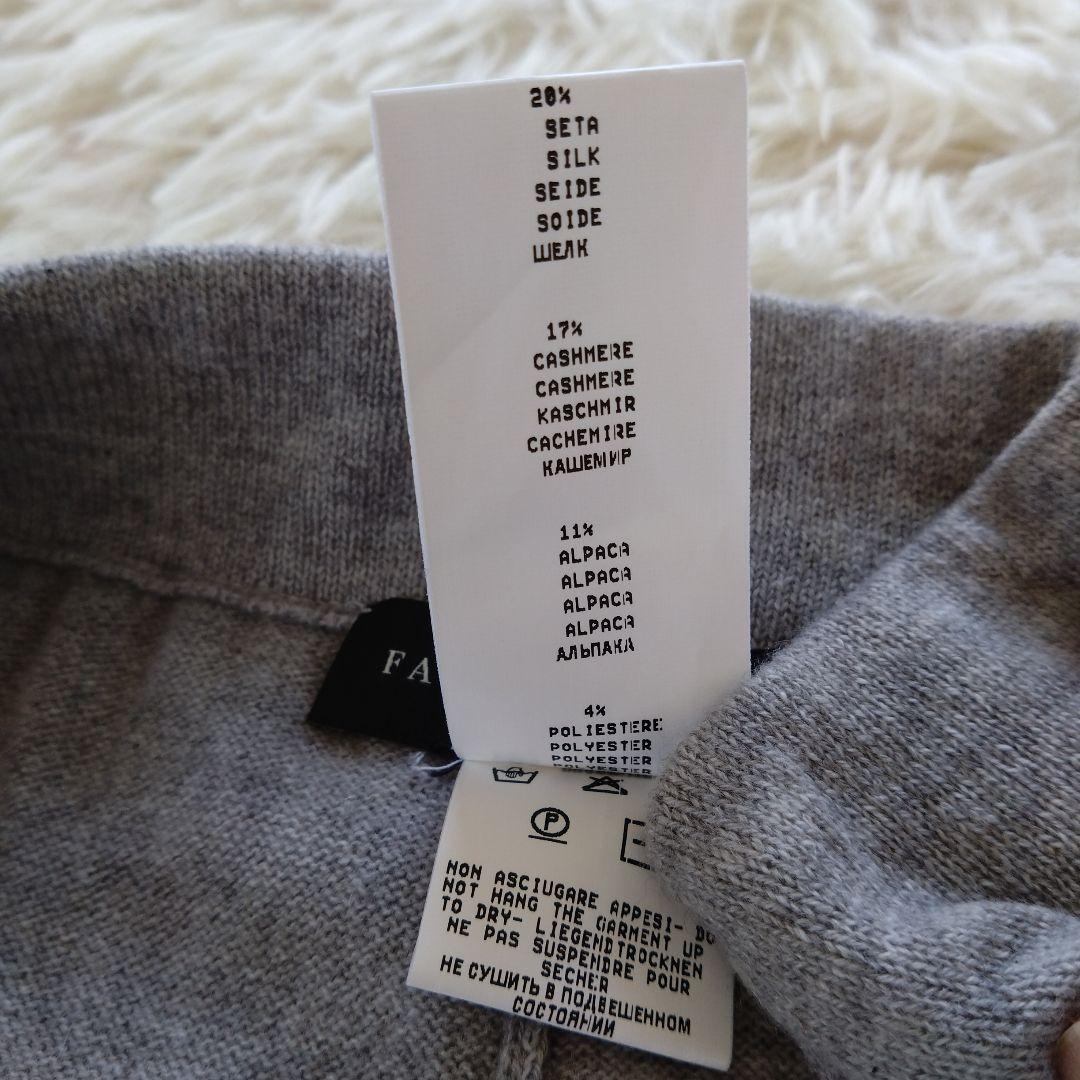 20%
SETA
SILK
SEIDE
SOIDE
ШЕЛК
17%
CASHMERE
CASHMERE
KASCHMIR
CACHEMIRE
КАШЕМИР
11%
ALPACA
ALPACA
ALPACA
ALPACA
АЛЬПАКА
4%
POLIESTERE
POLYESTER
POLYESTER
POLYESTER
FA
P
NON ASCIUGARE APPESI- DO
NOT HANG THE GARMENT UP
TO DRY- LIEGENDTROCKNEN
NE PAS SUSPENDRE POUR
SECHER
НЕ СУШИТЬ В ПОДВЕШЕННОМ
СОСТОЯНИИ